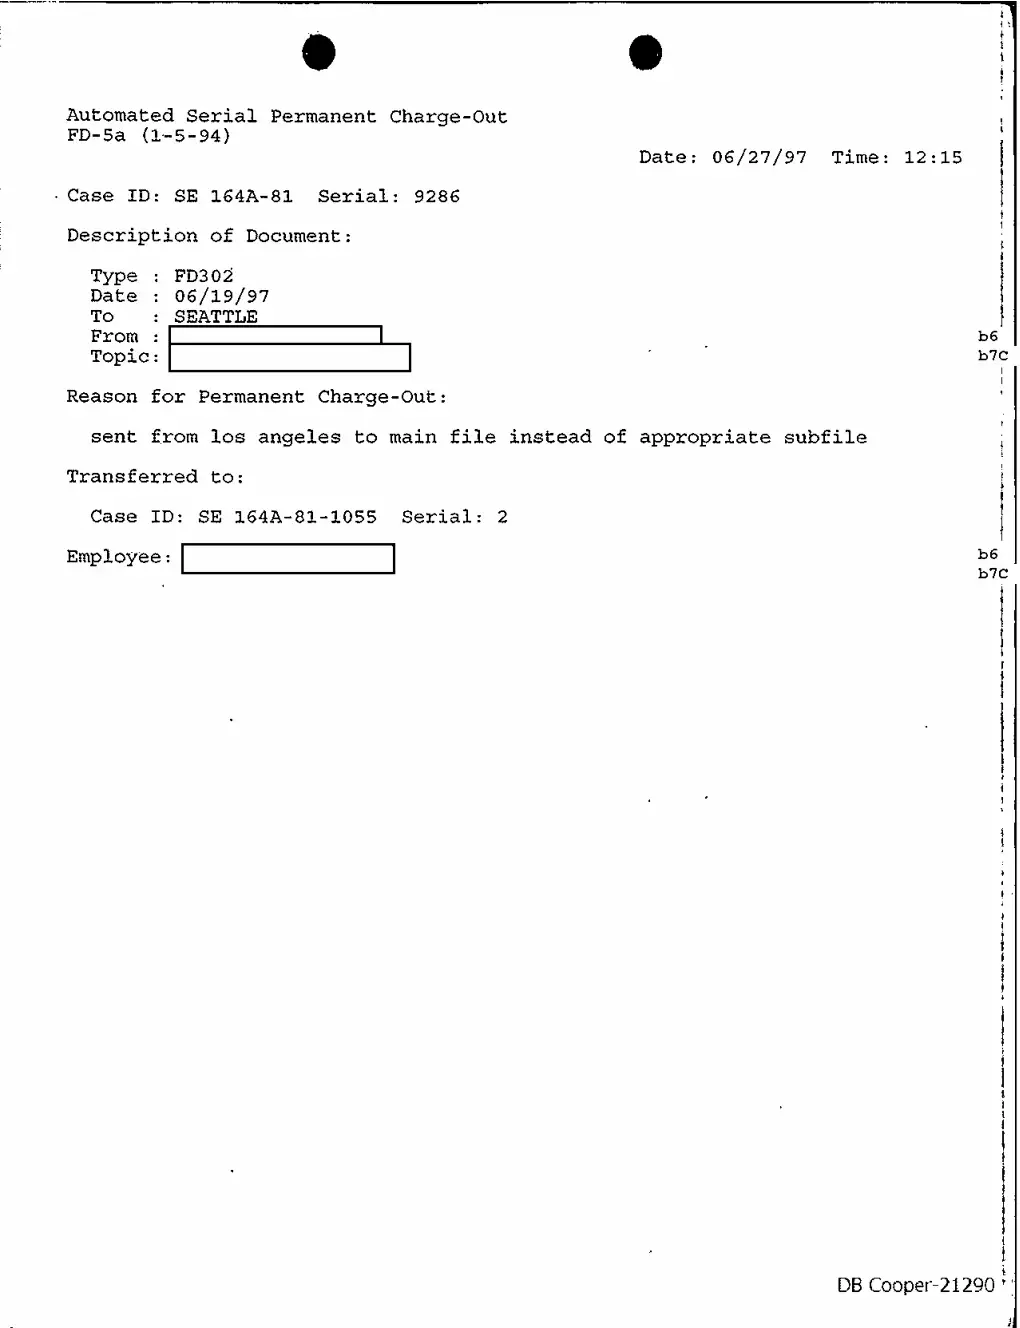 Automated Serial Permanent Charge-Out
FD-5a (1-5-94)
Date: 06/27/97 Time: 12:15
Case ID: SE 164A-81 Serial: 9286
Description of Document:
Type : FD302
Date : 06/19/97
To : SEATTLE
From :
b6
Topic:
b7C
Reason for Permanent Charge-Out:
sent from los angeles to main file instead of appropriate subfile
Transferred to:
Case ID: SE 164A-81-1055 Serial: 2
Employee:
b6
b7C
DB Cooper-21290